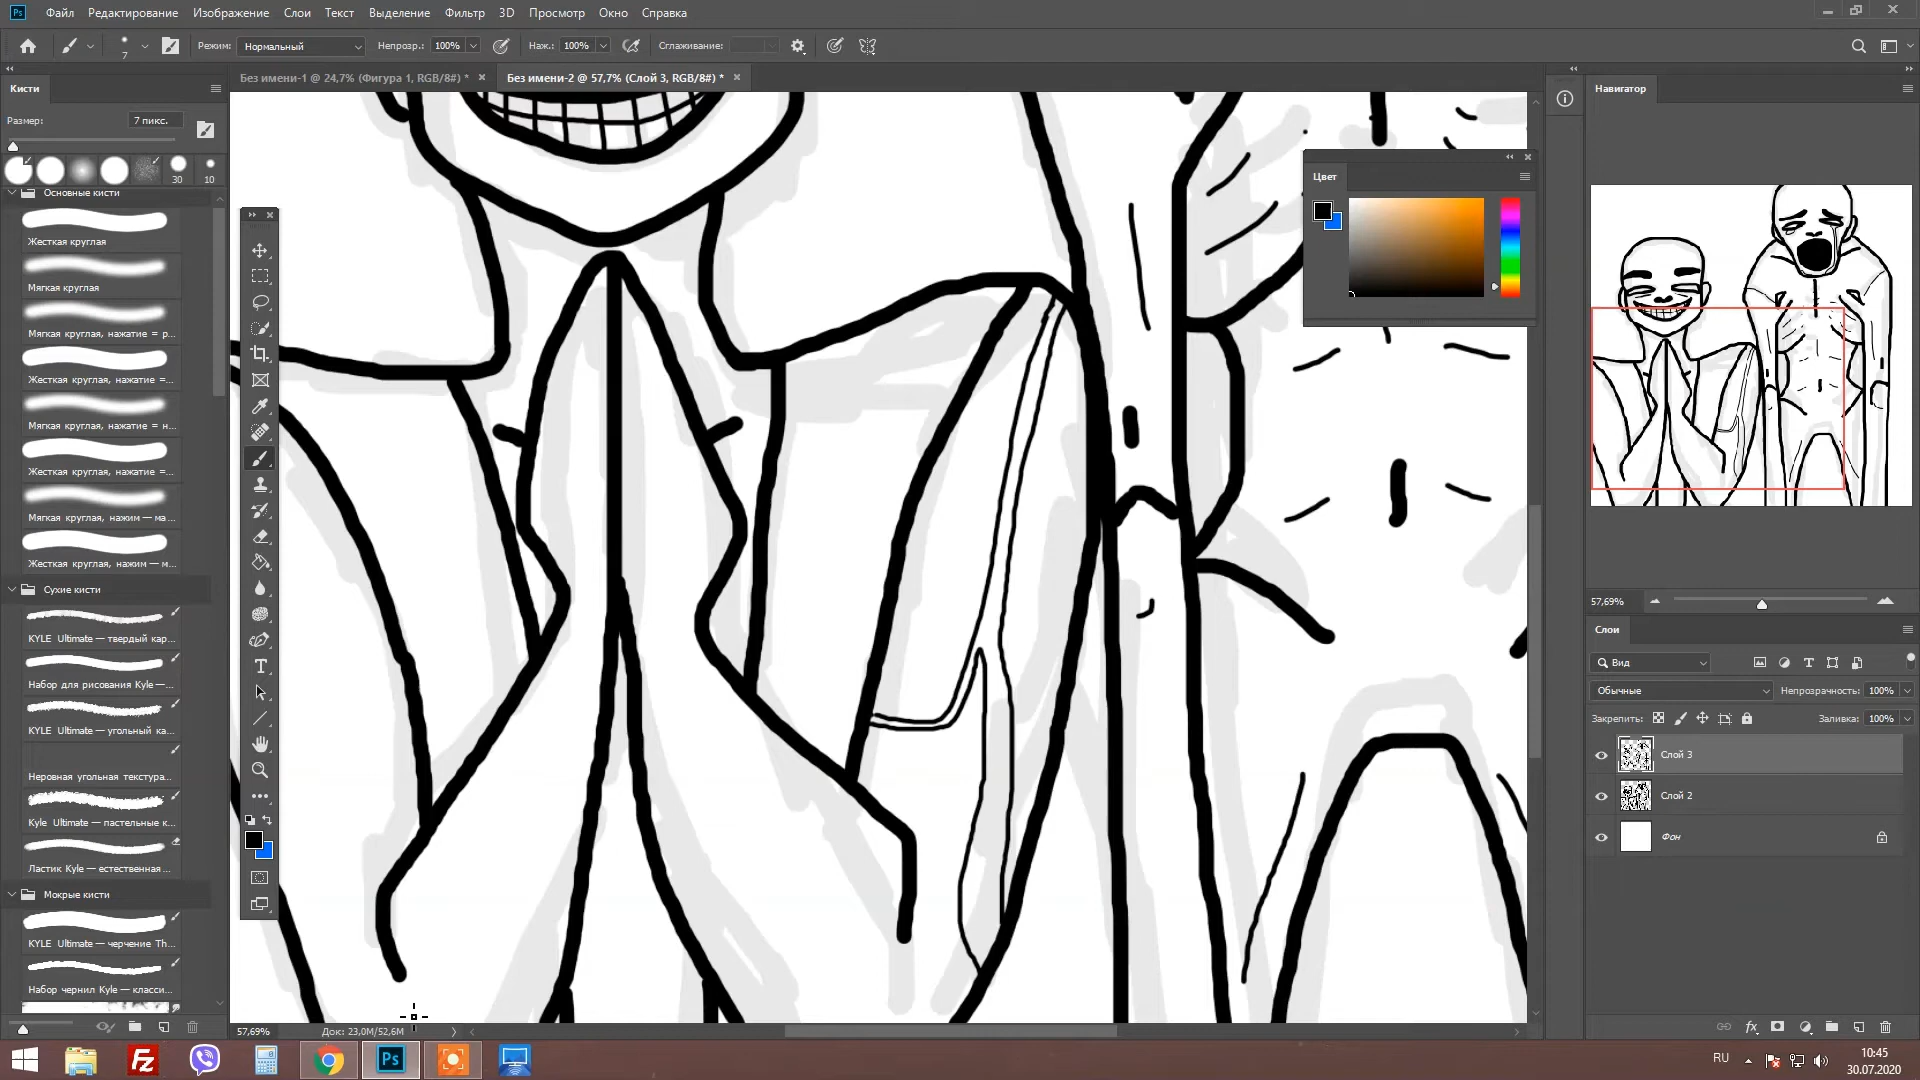 Ps Файл Редактирование Изображение Слои Текст Выделение Фильтр 3D Просмотр Окно Справка
7 Режим: Нормальный Непрозр.: 100% Наж.: 100% Сглаживание:
Без имени-1 @ 24,7% (Фигура 1, RGB/8#) * ×
Без имени-2 @ 57,7% (Слой 3, RGB/8#) * ×
Кисти
Размер: 7 пикс.
30 10
Основные кисти
Жесткая круглая
Мягкая круглая
Мягкая круглая, нажатие = р...
Жесткая круглая, нажатие =...
Мягкая круглая, нажатие = н...
Жесткая круглая, нажатие =...
Мягкая круглая, нажим — ма...
Жесткая круглая, нажим — м...
Сухие кисти
KYLE Ultimate — твердый кар...
Набор для рисования Kyle —...
KYLE Ultimate — угольный ка...
Неровная угольная текстура...
Kyle Ultimate — пастельные к...
Ластик Kyle — естественная...
Мокрые кисти
KYLE Ultimate — черчение Th...
Набор чернил Kyle — класси...
Цвет
Навигатор
57,69%
Слои
Вид
Обычные Непрозрачность: 100%
Закрепить: Заливка: 100%
Слой 3
Слой 2
Фон
57,69% Док: 23,0M/52,6M
Fz Ps RU 10:45
30.07.2020